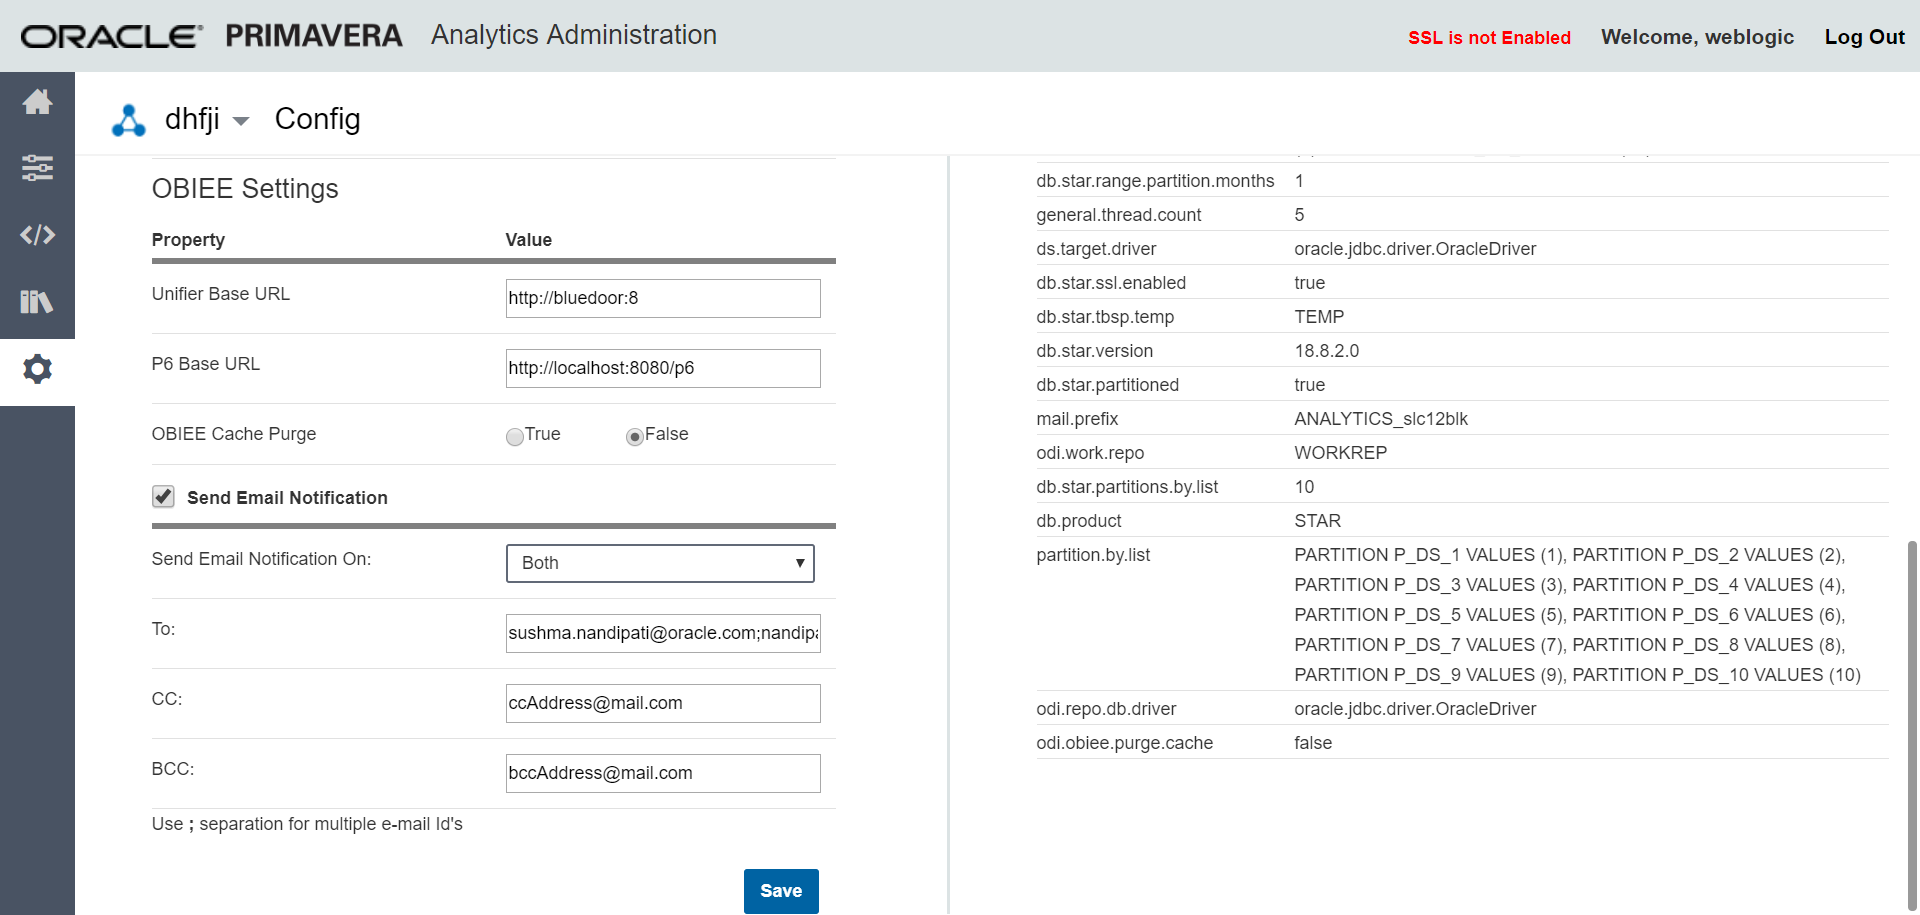 ORACLE PRIMAVERA Analytics Administration
SSL is not Enabled Welcome, weblogic Log Out
dhfji Config
OBIEE Settings
Property Value
Unifier Base URL http://bluedoor:8
P6 Base URL http://localhost:8080/p6
OBIEE Cache Purge True False
Send Email Notification
Send Email Notification On: Both
To: sushma.nandipati@oracle.com;nandipa
CC: ccAddress@mail.com
BCC: bccAddress@mail.com
Use ; separation for multiple e-mail Id's
Save
db.star.range.partition.months 1
general.thread.count 5
ds.target.driver oracle.jdbc.driver.OracleDriver
db.star.ssl.enabled true
db.star.tbsp.temp TEMP
db.star.version 18.8.2.0
db.star.partitioned true
mail.prefix ANALYTICS_slc12blk
odi.work.repo WORKREP
db.star.partitions.by.list 10
db.product STAR
partition.by.list PARTITION P_DS_1 VALUES (1), PARTITION P_DS_2 VALUES (2),
PARTITION P_DS_3 VALUES (3), PARTITION P_DS_4 VALUES (4),
PARTITION P_DS_5 VALUES (5), PARTITION P_DS_6 VALUES (6),
PARTITION P_DS_7 VALUES (7), PARTITION P_DS_8 VALUES (8),
PARTITION P_DS_9 VALUES (9), PARTITION P_DS_10 VALUES (10)
odi.repo.db.driver oracle.jdbc.driver.OracleDriver
odi.obiee.purge.cache false